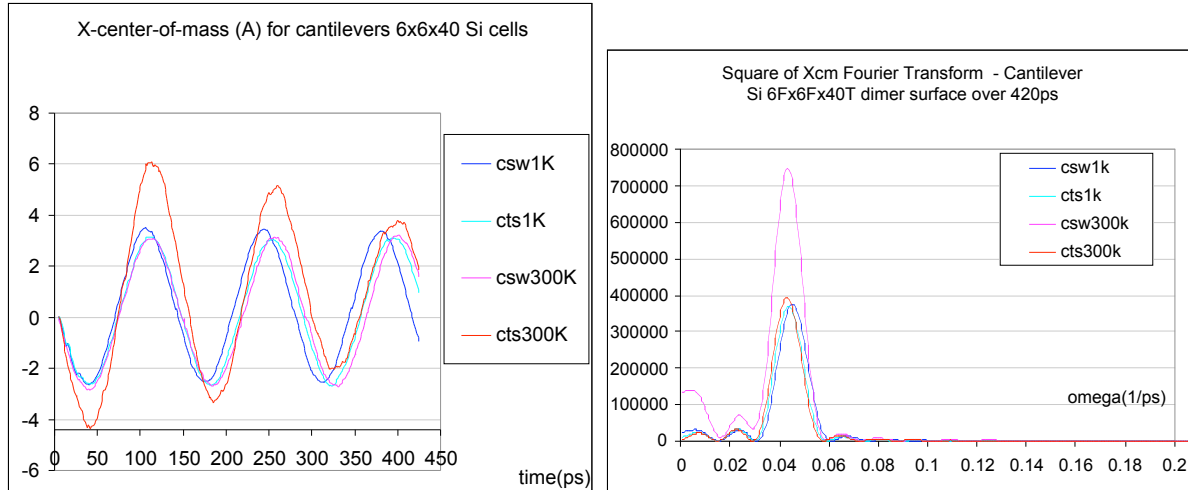 X-center-of-mass (A) for cantilevers 6x6x40 Si cells
8
6
4
2
0
-2
-4
-6
0
50
100
150
200
250
300
350
400
450
time(ps)
csw1K
cts1K
csw300K
cts300K
Square of Xcm Fourier Transform - Cantilever
Si 6Fx6Fx40T dimer surface over 420ps
800000
700000
600000
500000
400000
300000
200000
100000
0
0
0.02
0.04
0.06
0.08
0.1
0.12
0.14
0.16
0.18
0.2
omega(1/ps)
csw1k
cts1k
csw300k
cts300k